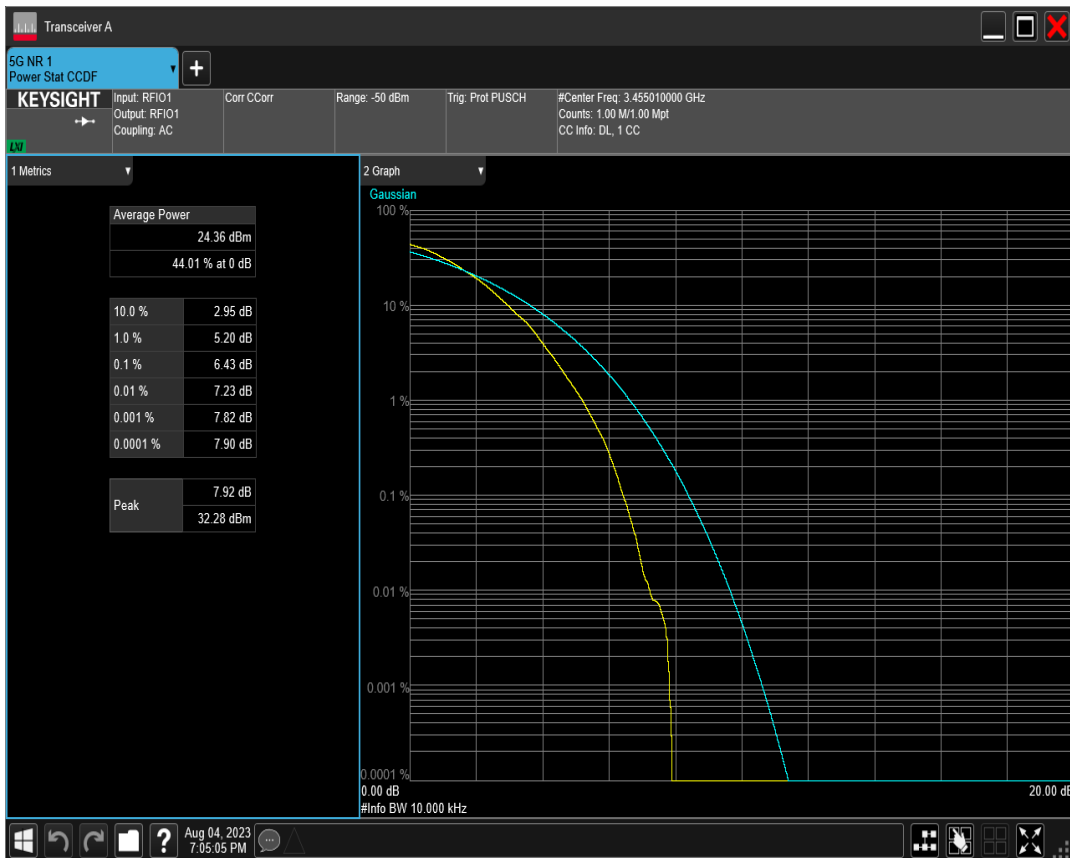 Transceiver A
5G NR 1
Power Stat CCDF
+
KEYSIGHT
LXI
Input: RFIO1
Output: RFIO1
Coupling: AC
Corr CCorr
Range: -50 dBm
Trig: Prot PUSCH
#Center Freq: 3.455010000 GHz
Counts: 1.00 M/1.00 Mpt
CC Info: DL, 1 CC
1 Metrics
Average Power
24.36 dBm
44.01 % at 0 dB
10.0 % 2.95 dB
1.0 % 5.20 dB
0.1 % 6.43 dB
0.01 % 7.23 dB
0.001 % 7.82 dB
0.0001 % 7.90 dB
Peak
7.92 dB
32.28 dBm
2 Graph
Gaussian
100 %
10 %
1 %
0.1 %
0.01 %
0.001 %
0.0001 %
0.00 dB 20.00 dB
#Info BW 10.000 kHz
?
Aug 04, 2023
7:05:05 PM